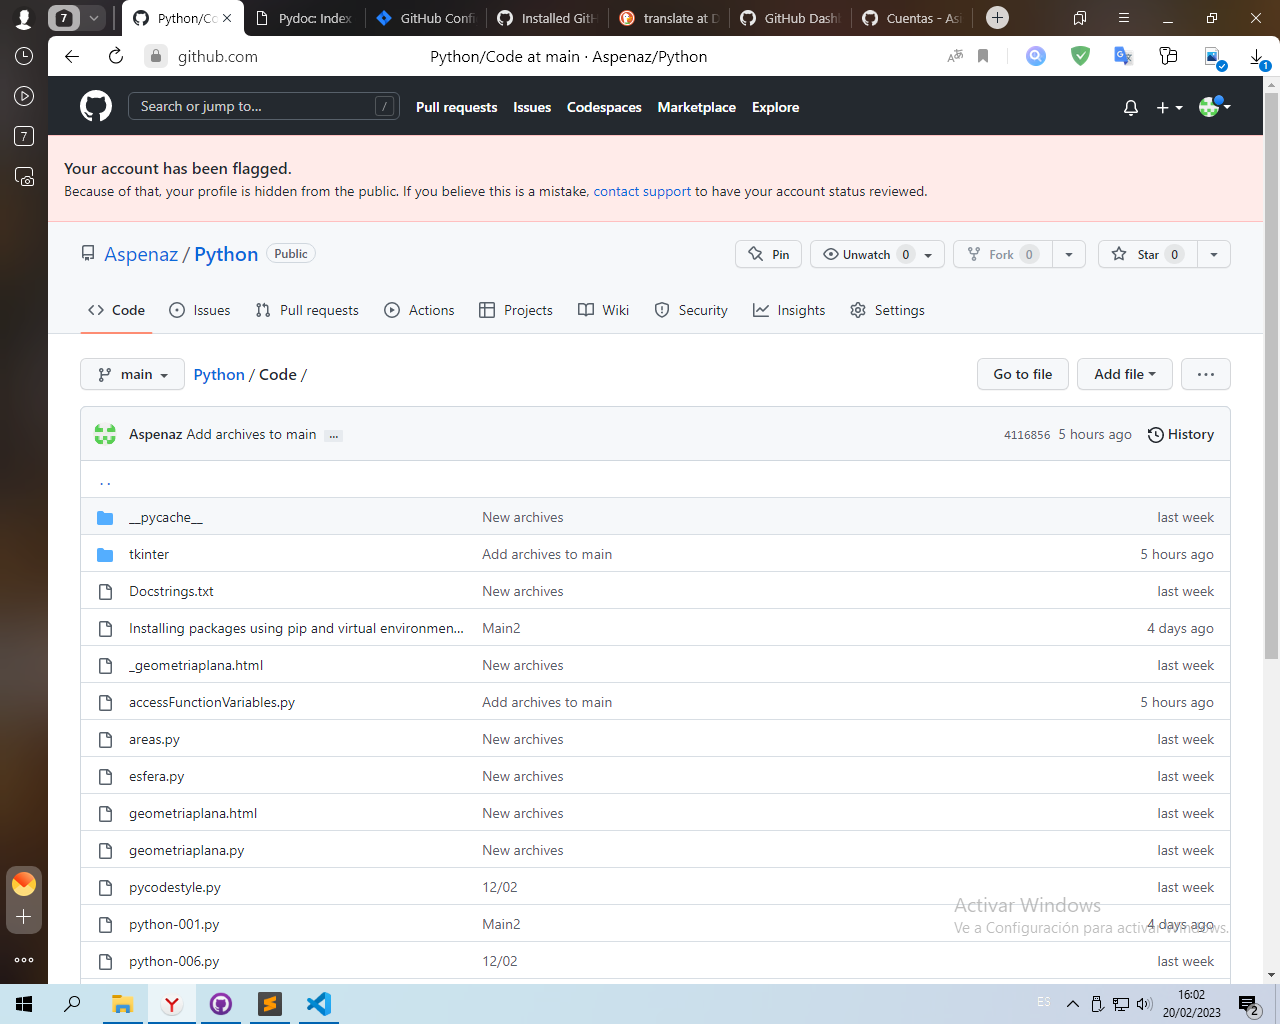 7 Python/Co Pydoc: Index GitHub Confi Installed GitH translate at D GitHub Dash Cuentas - Asi
github.com Python/Code at main · Aspenaz/Python
7
Search or jump to... / Pull requests Issues Codespaces Marketplace Explore
Your account has been flagged.
Because of that, your profile is hidden from the public. If you believe this is a mistake, contact support to have your account status reviewed.
Aspenaz / Python Public Pin Unwatch 0 Fork 0 Star 0
Code Issues Pull requests Actions Projects Wiki Security Insights Settings
main Python / Code / Go to file Add file ...
Aspenaz Add archives to main ... 4116856 5 hours ago History
..
__pycache__ New archives last week
tkinter Add archives to main 5 hours ago
Docstrings.txt New archives last week
Installing packages using pip and virtual environmen... Main2 4 days ago
_geometriaplana.html New archives last week
accessFunctionVariables.py Add archives to main 5 hours ago
areas.py New archives last week
esfera.py New archives last week
geometriaplana.html New archives last week
geometriaplana.py New archives last week
pycodestyle.py 12/02 last week
python-001.py Main2 4 days ago
python-006.py 12/02 last week
Activar Windows
Ve a Configuración para activar Windows.
ES 16:02
20/02/2023 2